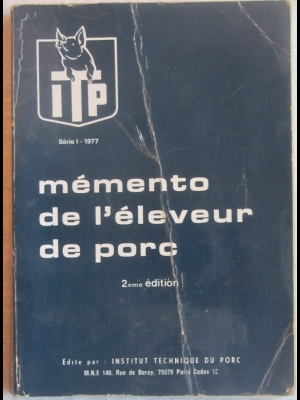 iTP
Série I - 1977
mémento
de l'éleveur
de porc
2eme édition
Edité par : INSTITUT TECHNIQUE DU PORC
M.N.E 149, Rue de Bercy, 75579 Paris Cedex 12